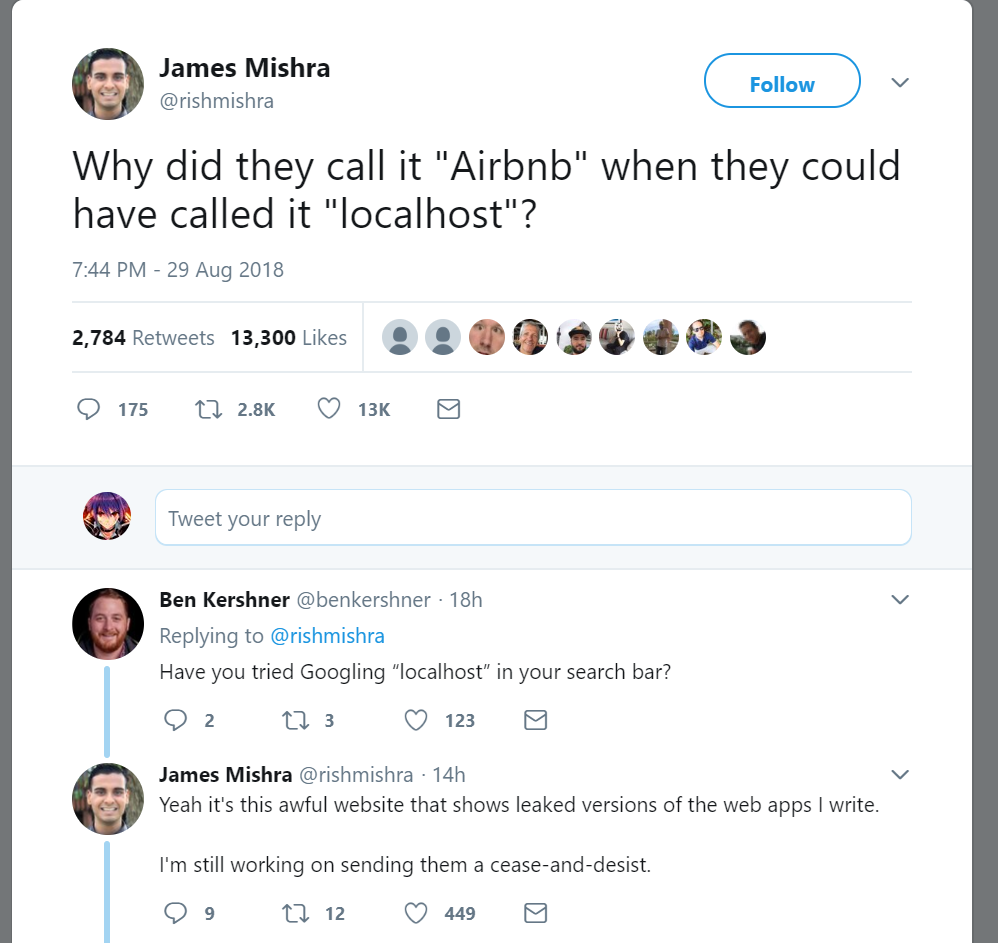 James Mishra
@rishmishra
Follow
Why did they call it "Airbnb" when they could
have called it "localhost"?
7:44 PM - 29 Aug 2018
2,784 Retweets 13,300 Likes
175 2.8K 13K
Tweet your reply
Ben Kershner @benkershner · 18h
Replying to @rishmishra
Have you tried Googling “localhost” in your search bar?
2 3 123
James Mishra @rishmishra · 14h
Yeah it's this awful website that shows leaked versions of the web apps I write.
I'm still working on sending them a cease-and-desist.
9 12 449